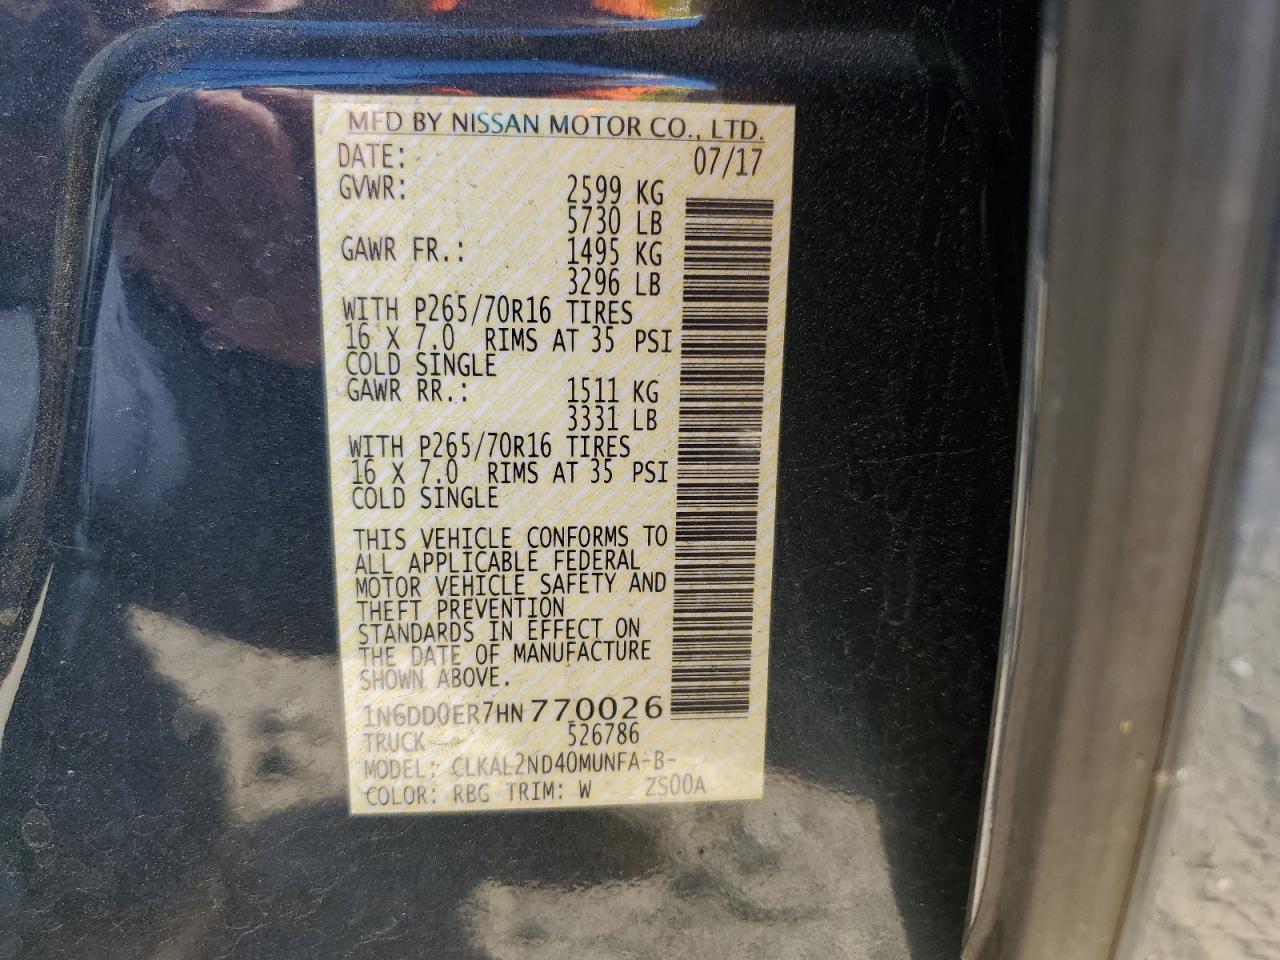 MFD BY NISSAN MOTOR CO., LTD.
DATE: 07/17
GVWR: 2599 KG
5730 LB
GAWR FR.: 1495 KG
3296 LB
WITH P265/70R16 TIRES
16 X 7.0 RIMS AT 35 PSI
COLD SINGLE
GAWR RR.: 1511 KG
3331 LB
WITH P265/70R16 TIRES
16 X 7.0 RIMS AT 35 PSI
COLD SINGLE
THIS VEHICLE CONFORMS TO
ALL APPLICABLE FEDERAL
MOTOR VEHICLE SAFETY AND
THEFT PREVENTION
STANDARDS IN EFFECT ON
THE DATE OF MANUFACTURE
SHOWN ABOVE.
1N6DD0ER7HN770026
TRUCK 526786
MODEL: CLKAL2ND40MUNFA-B-
COLOR: RBG TRIM: W ZS00A